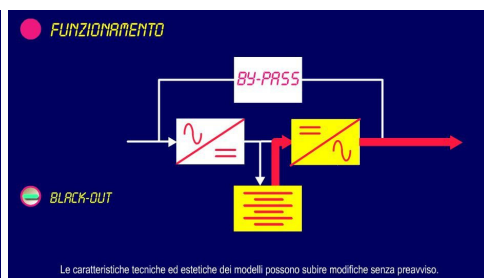 FUNZIONAMENTO
BY-PASS
BLACK-OUT
Le caratteristiche tecniche ed estetiche dei modelli possono subire modifiche senza preavviso.